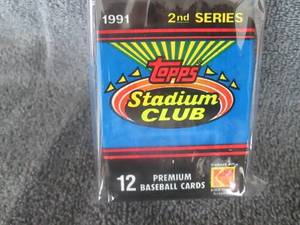 1991 2nd SERIES
Topps
Stadium
CLUB
12 PREMIUM
BASEBALL CARDS